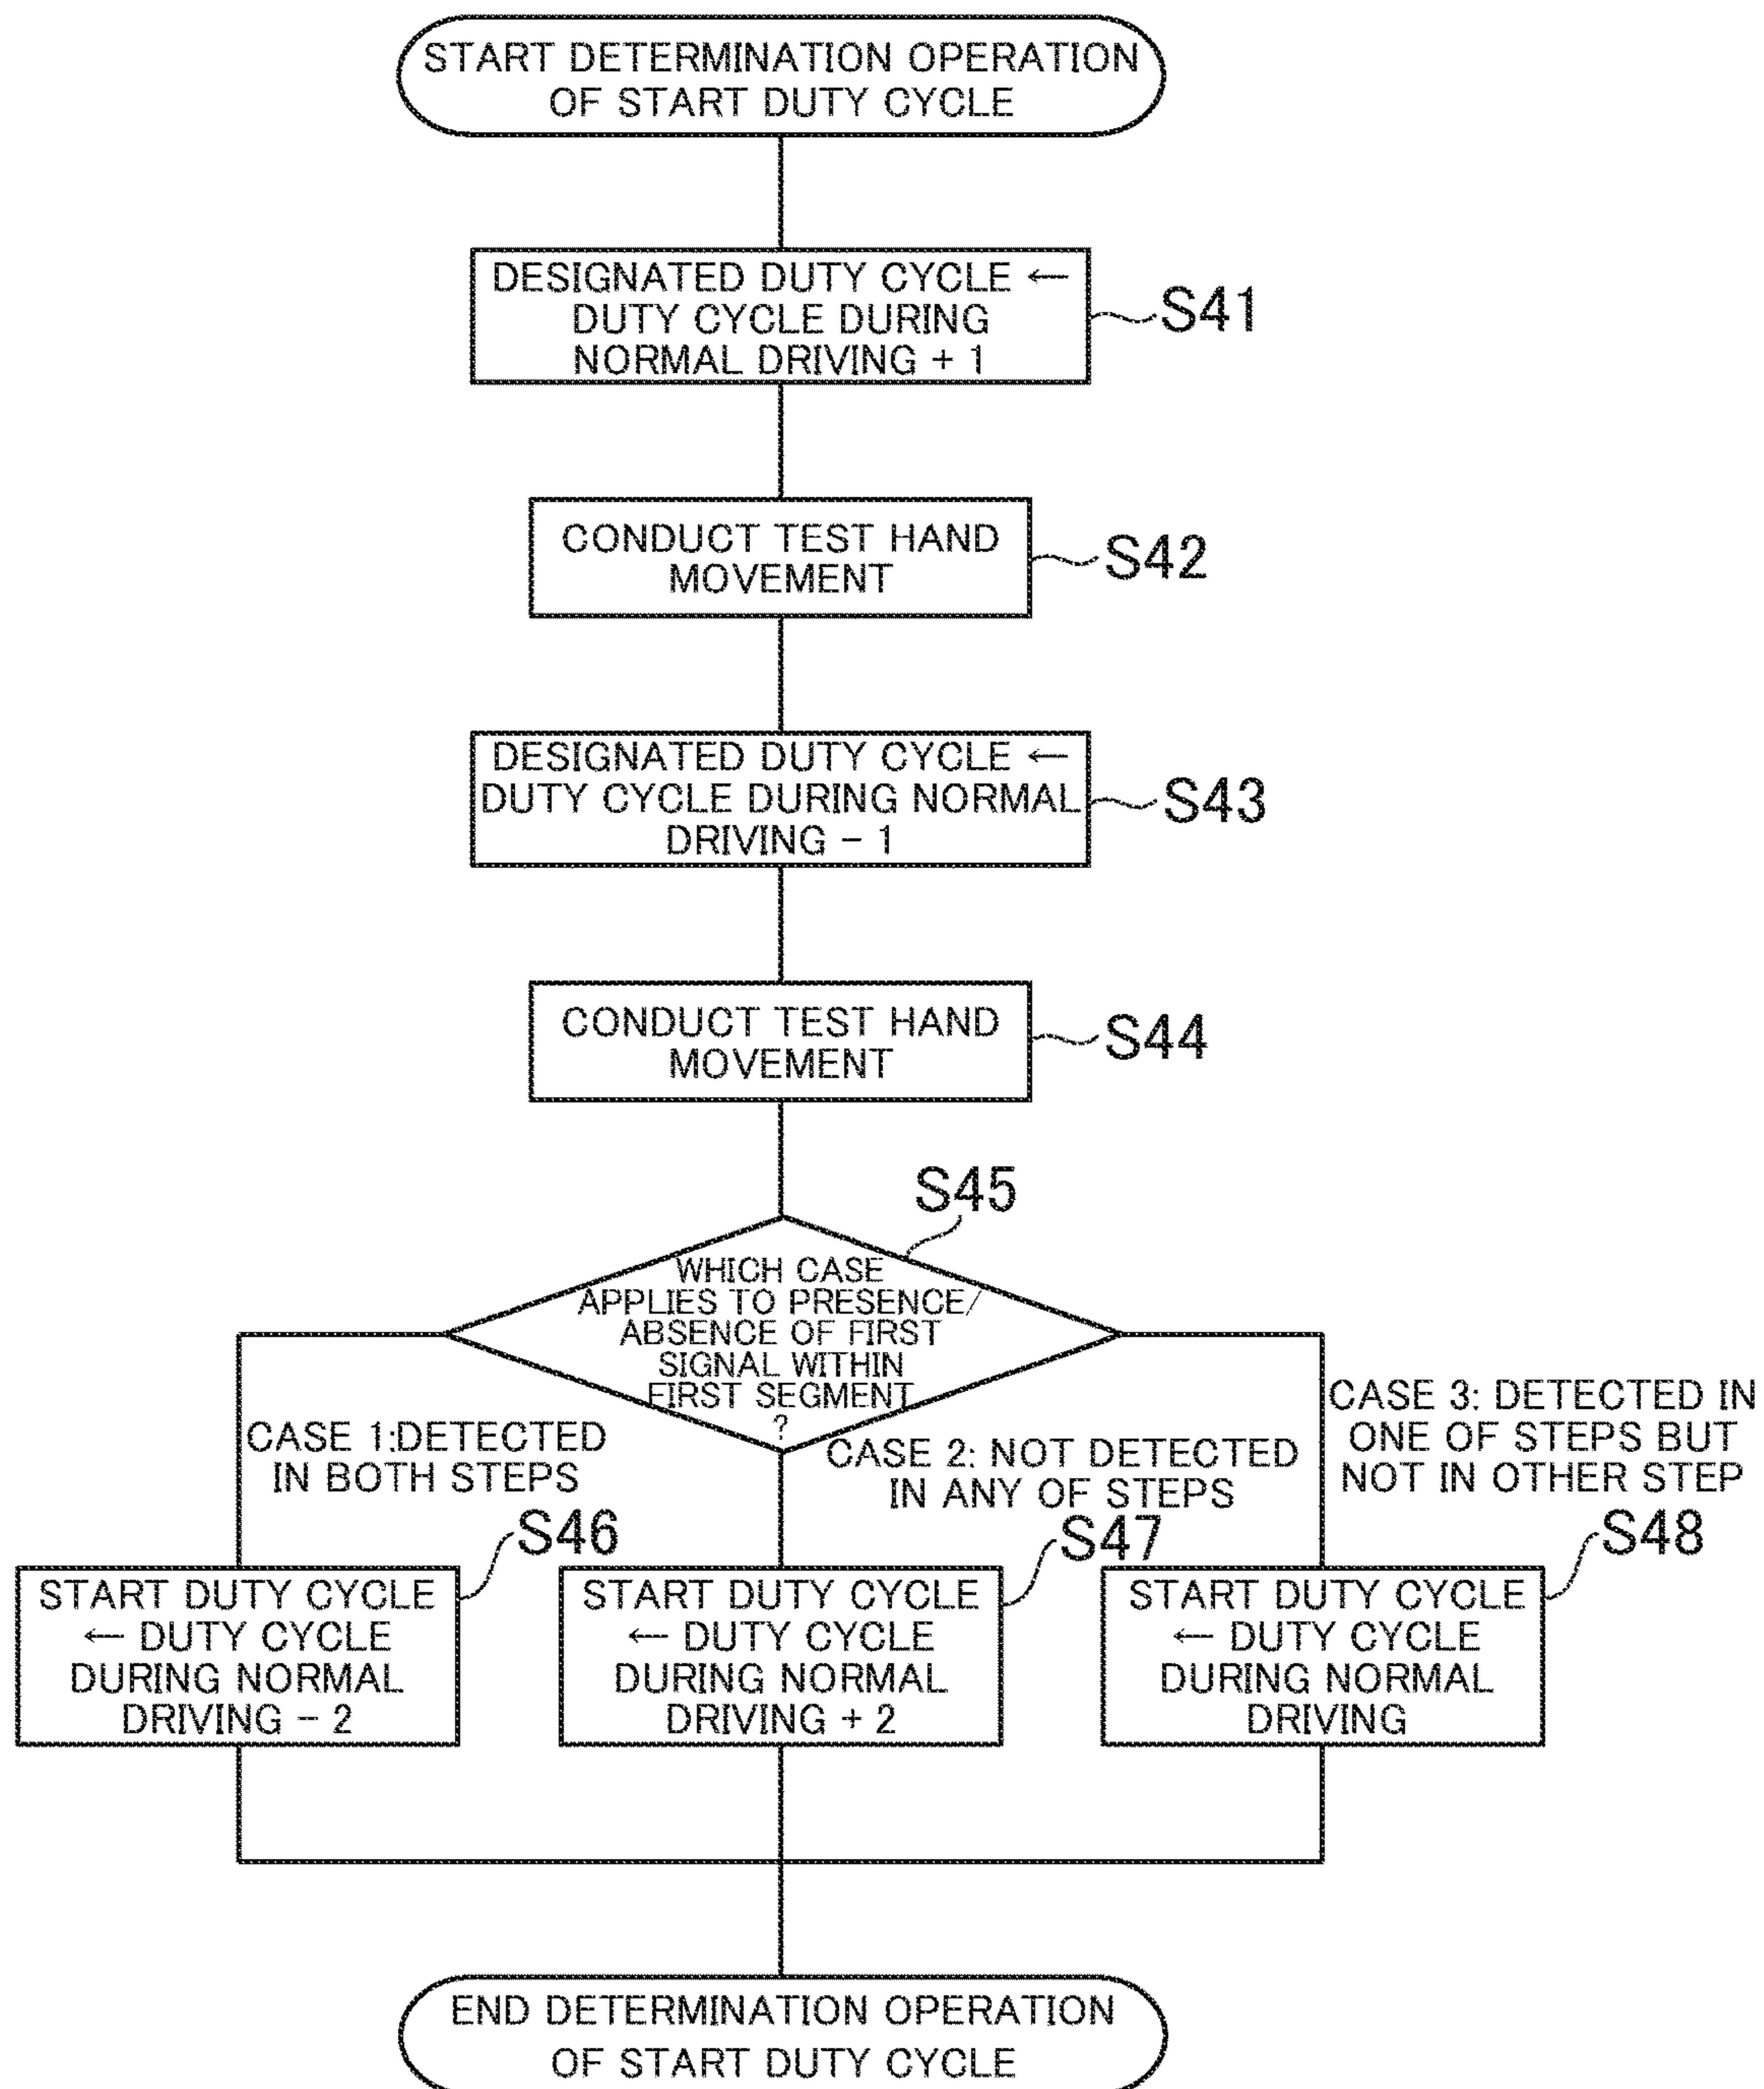 START DETERMINATION OPERATION
OF START DUTY CYCLE
DESIGNATED DUTY CYCLE ←
DUTY CYCLE DURING
NORMAL DRIVING + 1
S41
CONDUCT TEST HAND
MOVEMENT
S42
DESIGNATED DUTY CYCLE ←
DUTY CYCLE DURING NORMAL
DRIVING − 1
S43
CONDUCT TEST HAND
MOVEMENT
S44
S45
WHICH CASE
APPLIES TO PRESENCE/
ABSENCE OF FIRST
SIGNAL WITHIN
FIRST SEGMENT
?
CASE 1:DETECTED
IN BOTH STEPS
CASE 2: NOT DETECTED
IN ANY OF STEPS
CASE 3: DETECTED IN
ONE OF STEPS BUT
NOT IN OTHER STEP
S46
START DUTY CYCLE
← DUTY CYCLE
DURING NORMAL
DRIVING − 2
S47
START DUTY CYCLE
← DUTY CYCLE
DURING NORMAL
DRIVING + 2
S48
START DUTY CYCLE
← DUTY CYCLE
DURING NORMAL
DRIVING
END DETERMINATION OPERATION
OF START DUTY CYCLE